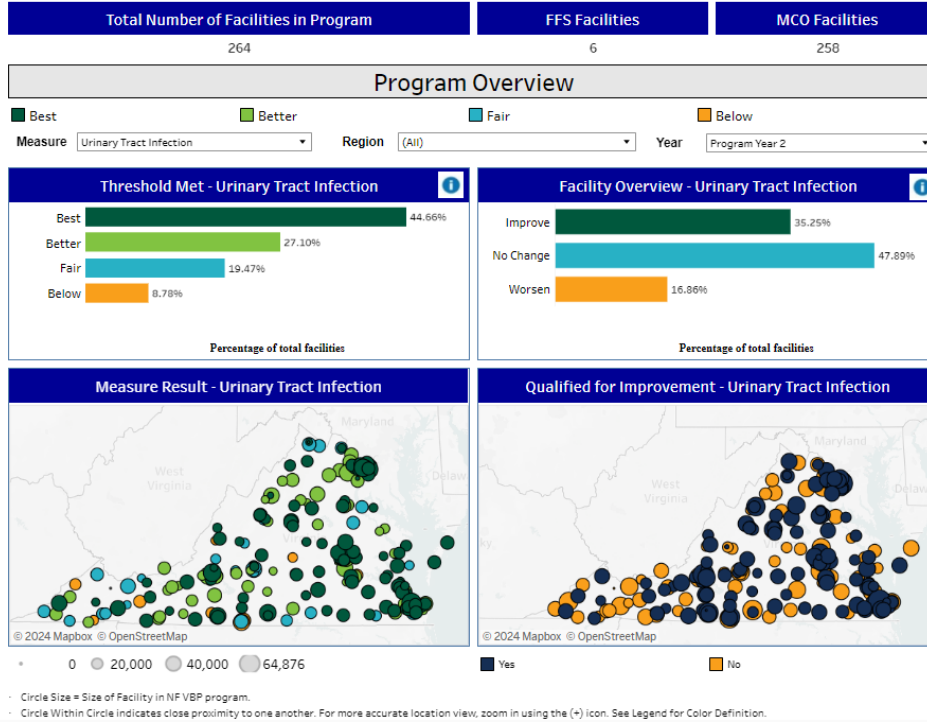 Total Number of Facilities in Program
FFS Facilities
MCO Facilities
264
6
258
Program Overview
Best
Better
Fair
Below
Measure
Urinary Tract Infection
Region
(All)
Year
Program Year 2
Threshold Met - Urinary Tract Infection
Best
44.66%
Better
27.10%
Fair
19.47%
Below
8.78%
Percentage of total facilities
Facility Overview - Urinary Tract Infection
Improve
35.25%
No Change
47.89%
Worsen
16.86%
Percentage of total facilities
Measure Result - Urinary Tract Infection
Maryland
West
Virginia
Delaw
© 2024 Mapbox © OpenStreetMap
0
20,000
40,000
64,876
Qualified for Improvement - Urinary Tract Infection
Maryland
West
Virginia
Delaw
ky.
© 2024 Mapbox © OpenStreetMap
Yes
No
· Circle Size = Size of Facility in NF VBP program.
· Circle Within Circle indicates close proximity to one another. For more accurate location view, zoom in using the (+) icon. See Legend for Color Definition.